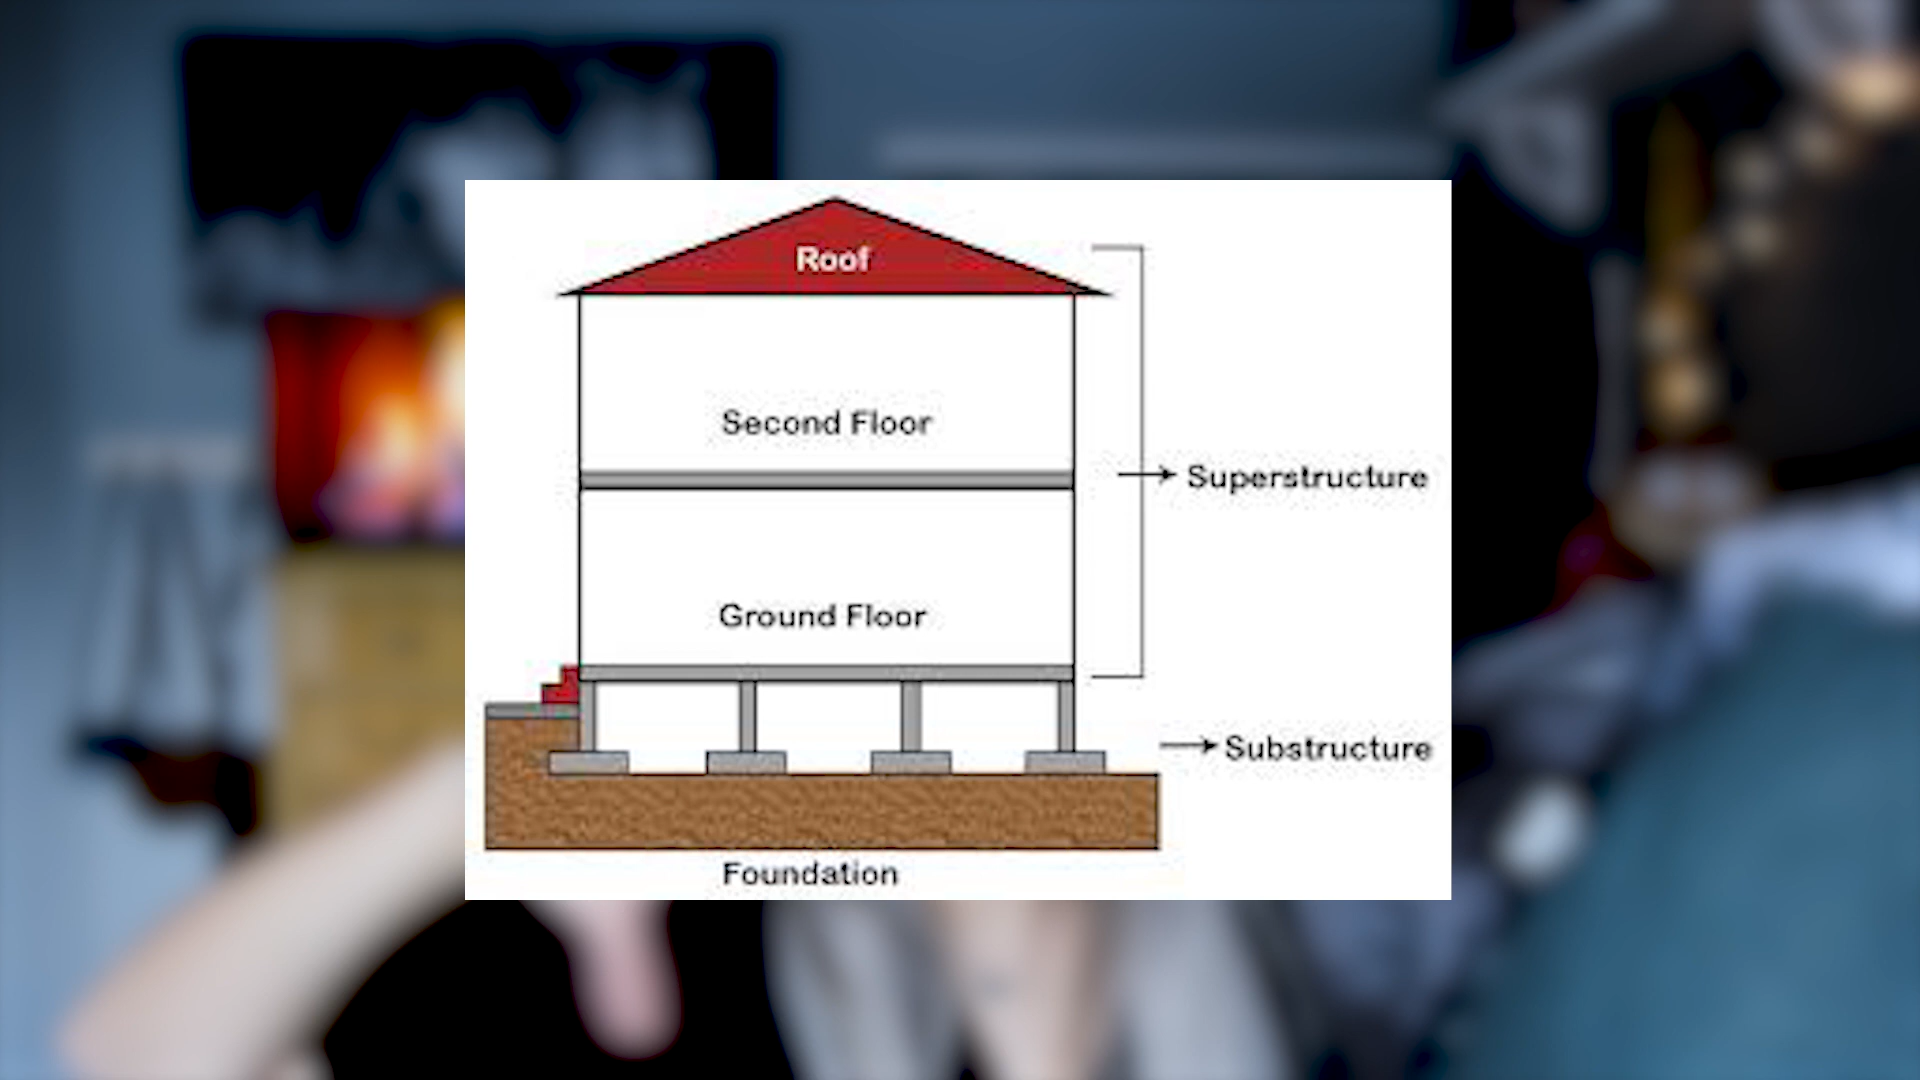 Roof
Second Floor
Superstructure
Ground Floor
Substructure
Foundation